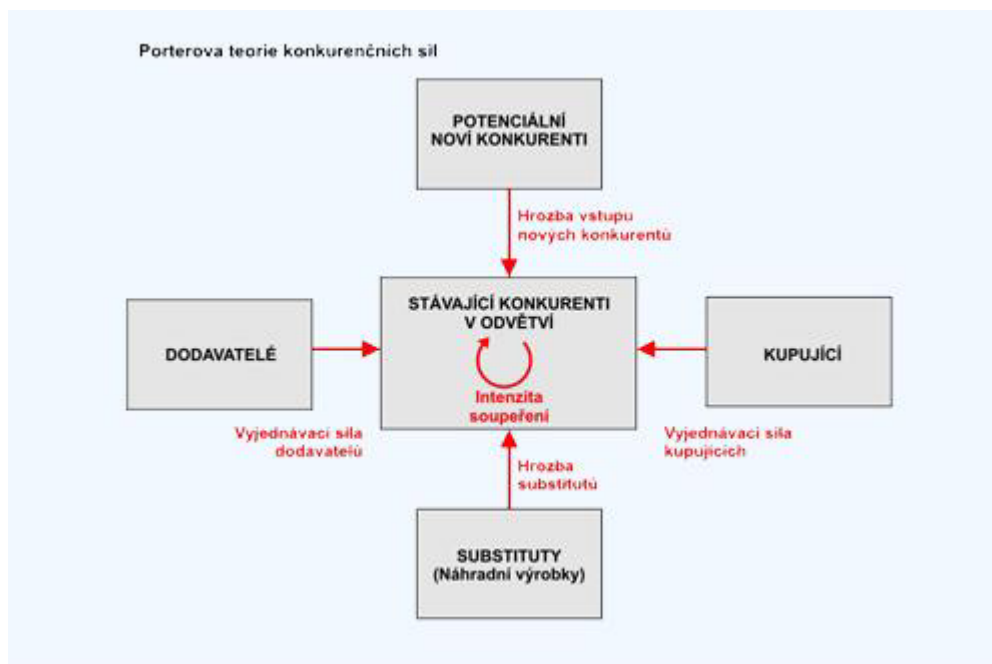 Porterova teorie konkurenčních sil
POTENCIÁLNÍ
NOVÍ KONKURENTI
Hrozba vstupu
nových konkurentů
STÁVAJÍCÍ KONKURENTI
V ODVĚTVÍ
Intenzita
soupeření
DODAVATELÉ
KUPUJÍCÍ
Vyjednávací síla
dodavatelů
Vyjednávací síla
kupujících
Hrozba
substitutů
SUBSTITUTY
(Náhradní výrobky)